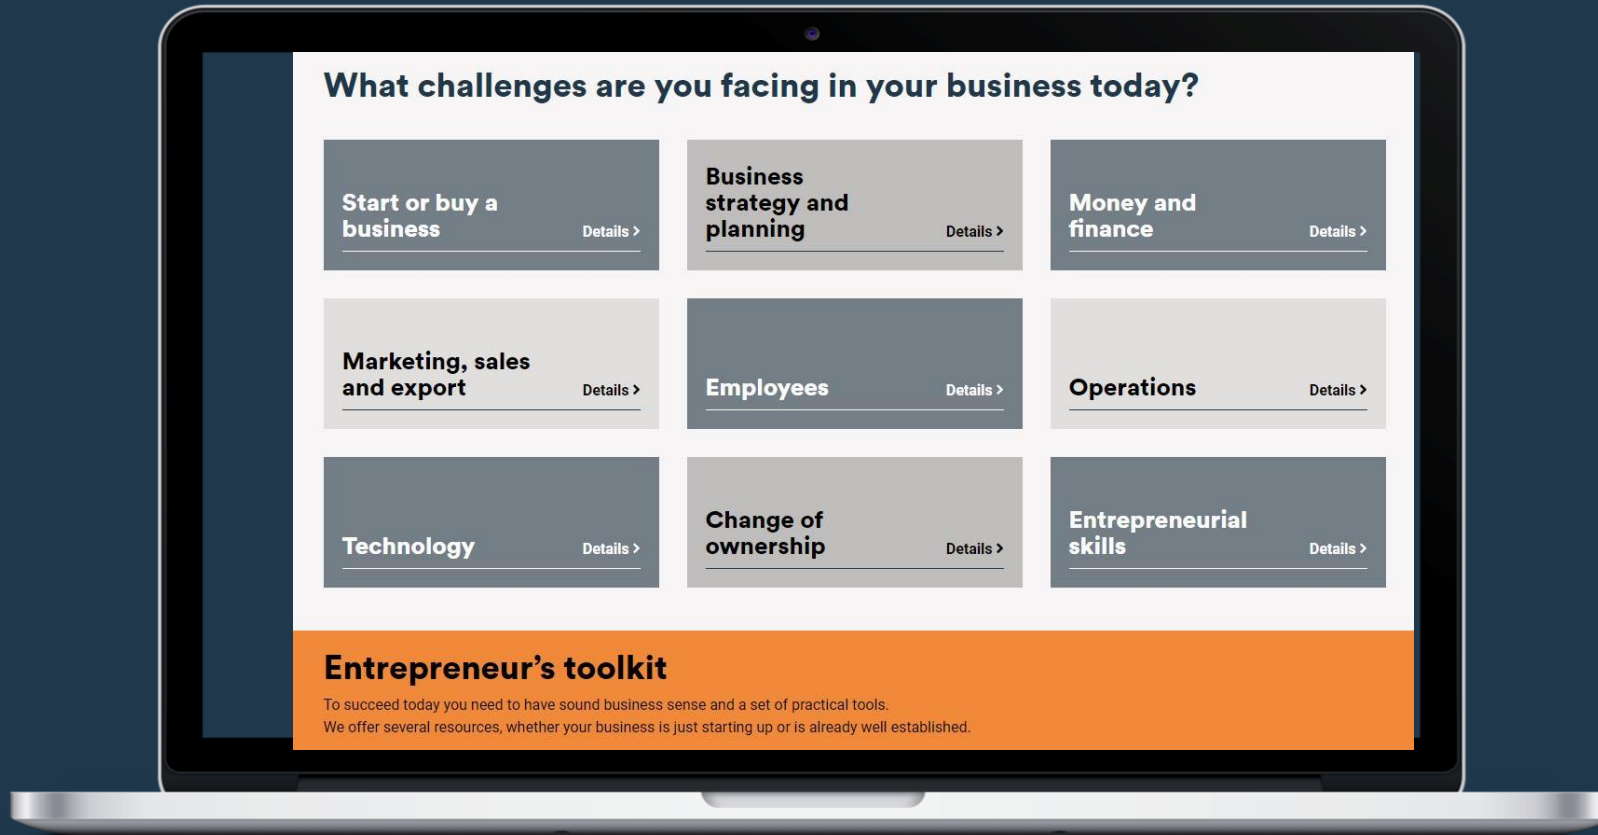 What challenges are you facing in your business today?
Start or buy a
business
Details >
Business
strategy and
planning
Details >
Money and
finance
Details >
Marketing, sales
and export
Details >
Employees
Details >
Operations
Details >
Technology
Details >
Change of
ownership
Details >
Entrepreneurial
skills
Details >
Entrepreneur’s toolkit
To succeed today you need to have sound business sense and a set of practical tools.
We offer several resources, whether your business is just starting up or is already well established.